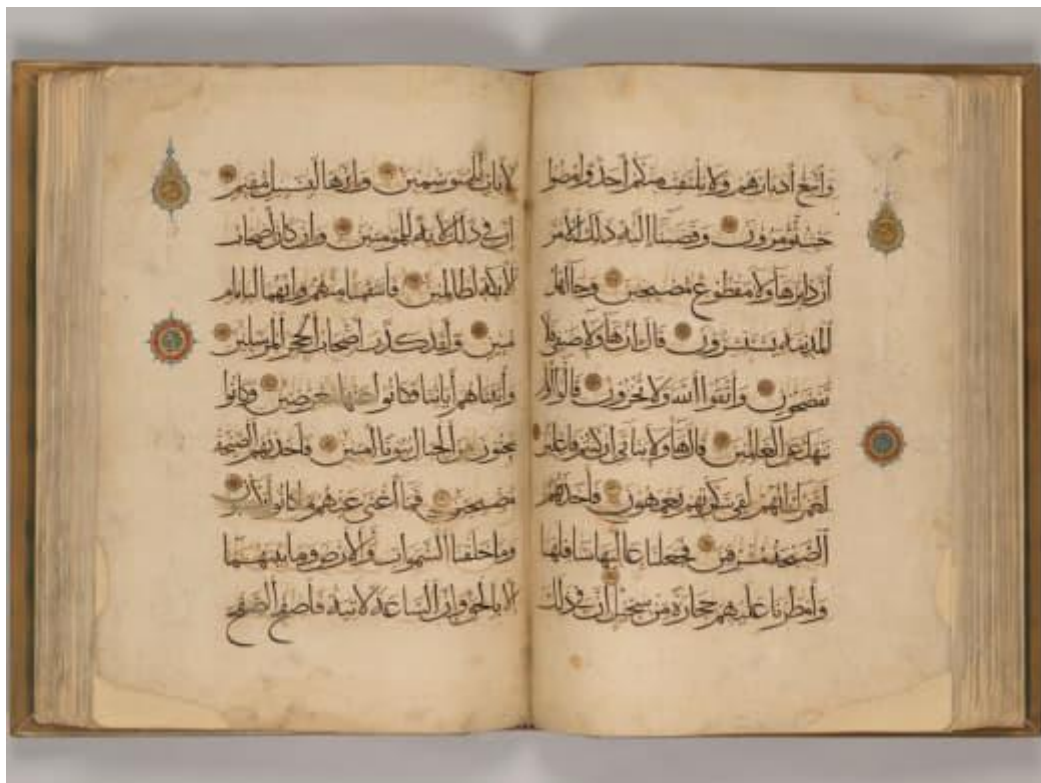 واتبع أدبارهم ولا يلتفت منكم أحد وامضوا
حيث تؤمرون وقضينا إليه ذلك الأمر
أن دابر هاولا مقطوع مصبحين وجا أهل
المدينة يستبشرون قال إن هاولا ضيفي فلا
تفضحون واتقوا الله ولا تخزون قالوا أولم
ننهك عن العالمين قال هاولا بناتي إن كنتم فاعلين
لعمرك إنهم لفي سكرتهم يعمهون فأخذتهم
الصيحة مشرقين فجعلنا عاليها سافلها
وأمطرنا عليهم حجارة من سجيل إن في ذلك
لآيات للمتوسمين وإنها لبسبيل مقيم
إن في ذلك لآية للمومنين وإن كان أصحاب
الأيكة لظالمين فانتقمنا منهم وإنهما لبإمام
مبين ولقد كذب أصحاب الحجر المرسلين
وآتيناهم آياتنا فكانوا عنها معرضين وكانوا
ينحتون من الجبال بيوتا آمنين فأخذتهم الصيحة
مصبحين فما أغنى عنهم ما كانوا يكسبون
وما خلقنا السموات والأرض وما بينهما
إلا بالحق وإن الساعة لآتية فاصفح الصفح